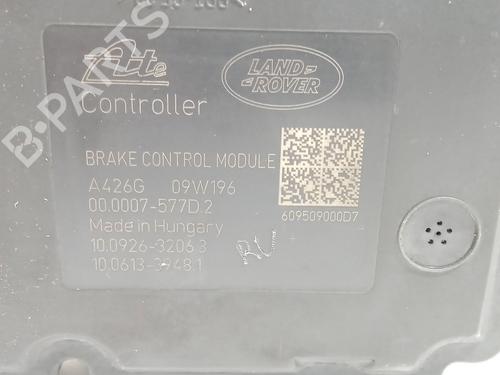 Ate
LAND
ROVER
Controller
BRAKE CONTROL MODULE
A426G 09W196
00.0007-577D.2
Made in Hungary
10.0926-3206.3
10.0613-3948.1
609509000D7
B-PARTS